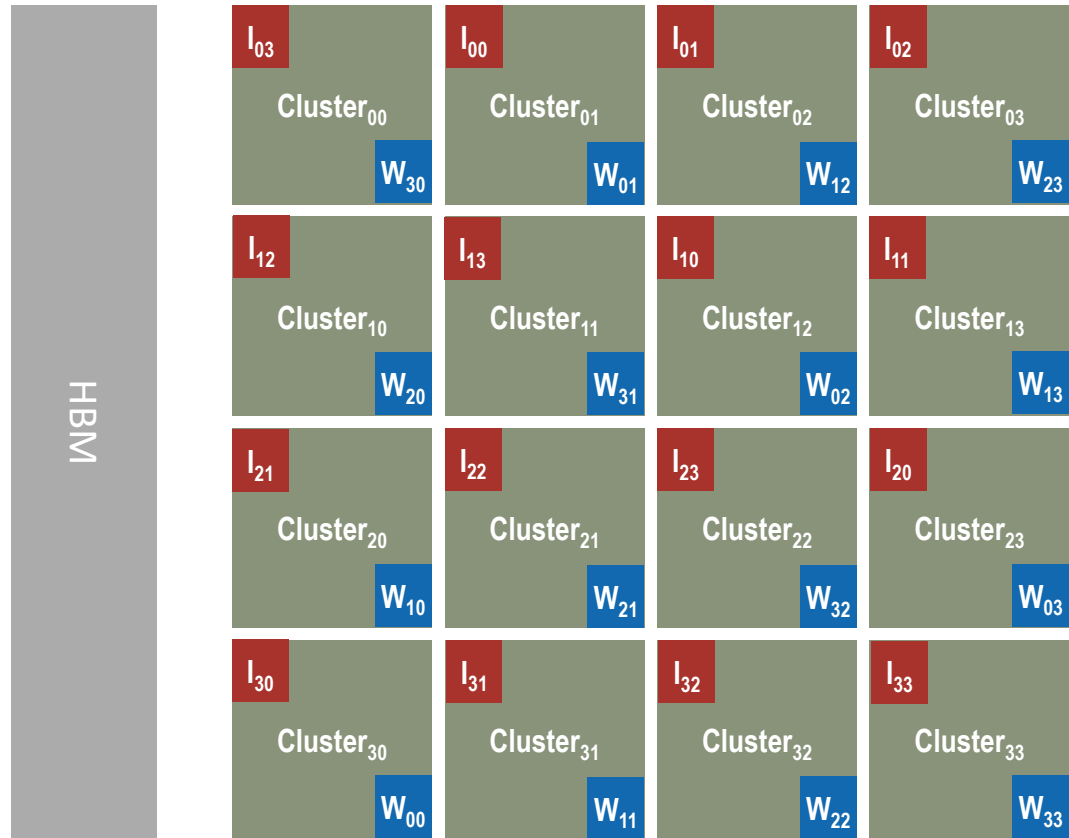 HBM
I₀₃ I₀₀ I₀₁ I₀₂
Cluster₀₀ Cluster₀₁ Cluster₀₂ Cluster₀₃
W₃₀ W₀₁ W₁₂ W₂₃
I₁₂ I₁₃ I₁₀ I₁₁
Cluster₁₀ Cluster₁₁ Cluster₁₂ Cluster₁₃
W₂₀ W₃₁ W₀₂ W₁₃
I₂₁ I₂₂ I₂₃ I₂₀
Cluster₂₀ Cluster₂₁ Cluster₂₂ Cluster₂₃
W₁₀ W₂₁ W₃₂ W₀₃
I₃₀ I₃₁ I₃₂ I₃₃
Cluster₃₀ Cluster₃₁ Cluster₃₂ Cluster₃₃
W₀₀ W₁₁ W₂₂ W₃₃